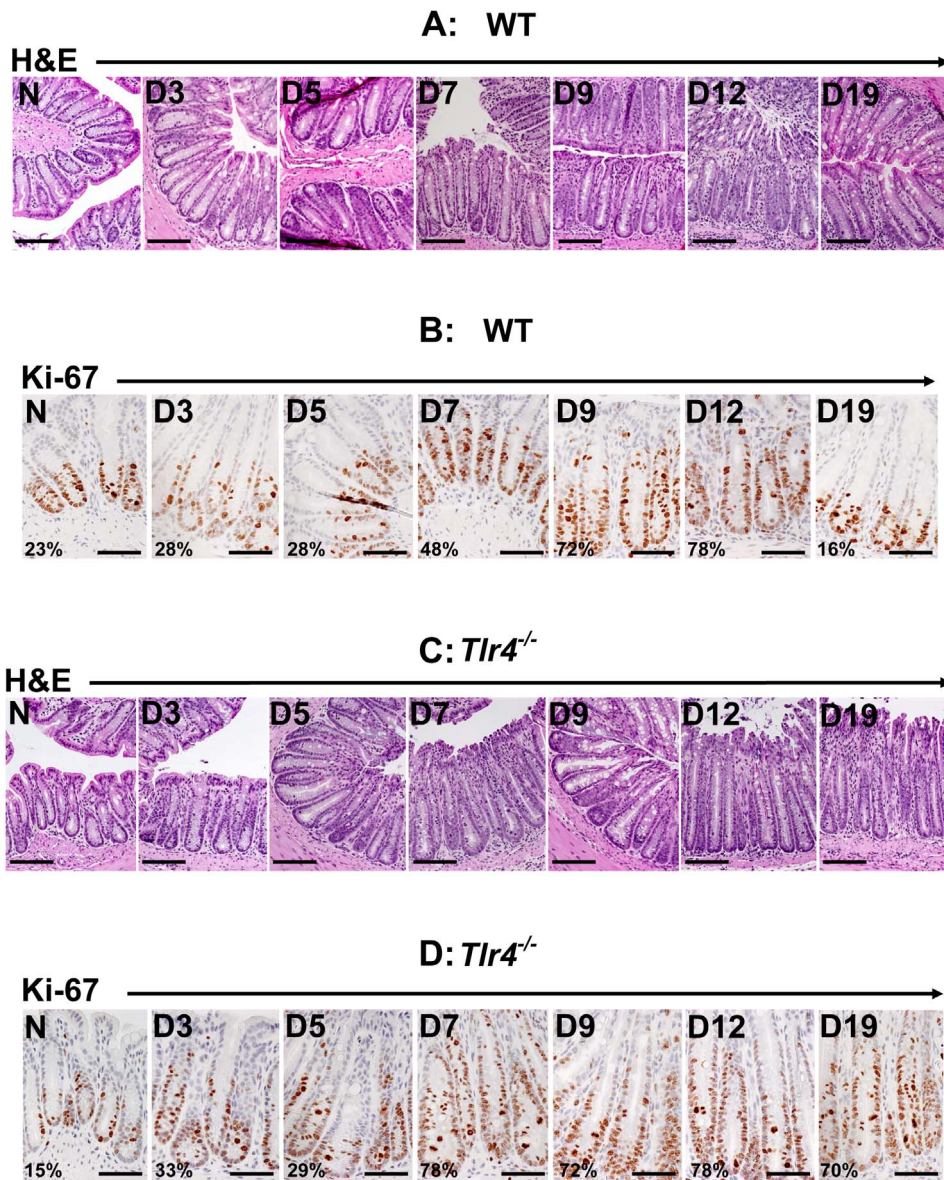 A: WT
H&E
N D3 D5 D7 D9 D12 D19
B: WT
Ki-67
N D3 D5 D7 D9 D12 D19
23% 28% 28% 48% 72% 78% 16%
C: Tlr4-/-
H&E
N D3 D5 D7 D9 D12 D19
D: Tlr4-/-
Ki-67
N D3 D5 D7 D9 D12 D19
15% 33% 29% 78% 72% 78% 70%